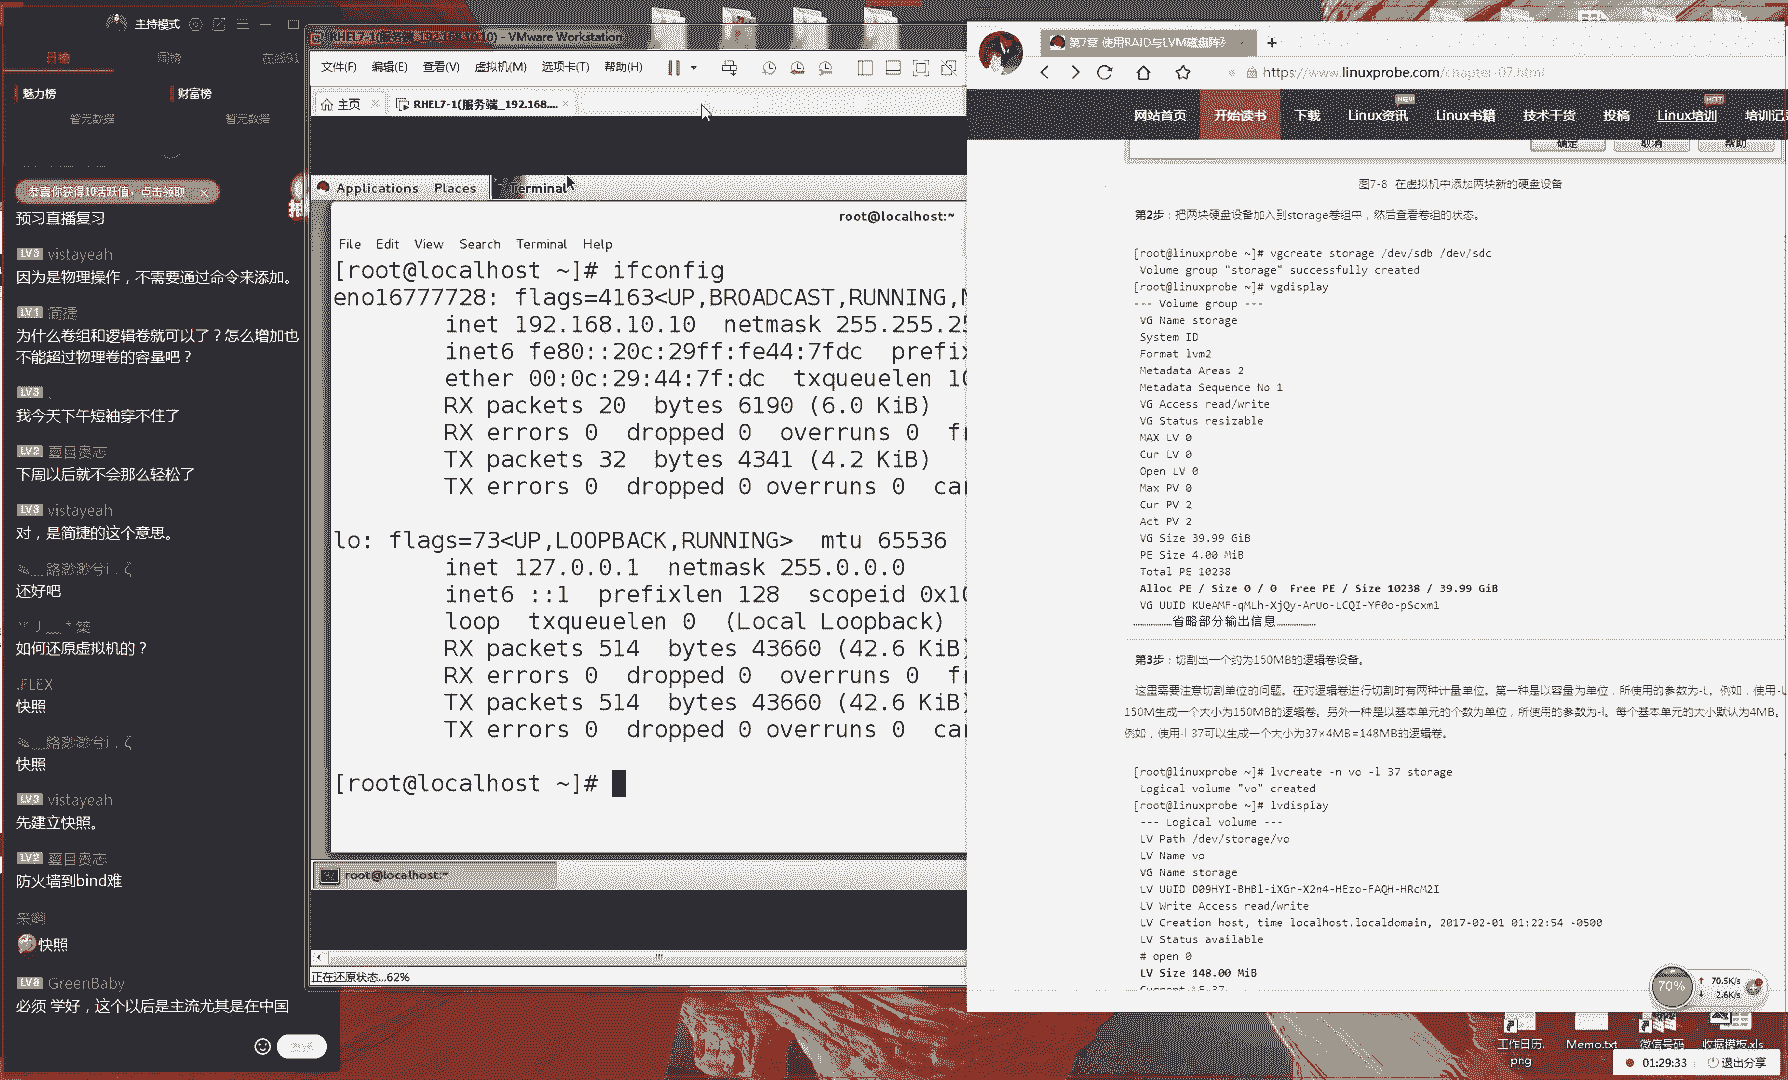 主持模式
月榜
周榜
魅力榜
财富榜
暂无数据
暂无数据
恭喜你获得10活跃值，点击领取
预习直播复习
LV3 vistayeah
因为是物理操作，不需要通过命令来添加。
LV1 简捷
为什么卷组和逻辑卷就可以了？怎么增加也
不能超过物理卷的容量吧？
LV3 、
我今天下午短袖穿不住了
LV2 夏目贵志
下周以后就不会那么轻松了
LV3 vistayeah
对，是简捷的这个意思。
还好吧
如何还原虚拟机的？
.FLEX
快照
快照
LV3 vistayeah
先建立快照。
LV2 夏目贵志
防火墙到bind难
快照
LV8 GreenBaby
必须 学好，这个以后是主流尤其是在中国
RHEL7-1(服务端_192.168.10.10) - VMware Workstation
文件(F) 编辑(E) 查看(V) 虚拟机(M) 选项卡(T) 帮助(H)
主页
RHEL7-1(服务端_192.168....
Applications Places Terminal
root@localhost:~
File Edit View Search Terminal Help
[root@localhost ~]# ifconfig
eno16777728: flags=4163<UP,BROADCAST,RUNNING,M
inet 192.168.10.10 netmask 255.255.25
inet6 fe80::20c:29ff:fe44:7fdc prefix
ether 00:0c:29:44:7f:dc txqueuelen 10
RX packets 20 bytes 6190 (6.0 KiB)
RX errors 0 dropped 0 overruns 0 fr
TX packets 32 bytes 4341 (4.2 KiB)
TX errors 0 dropped 0 overruns 0 car
lo: flags=73<UP,LOOPBACK,RUNNING> mtu 65536
inet 127.0.0.1 netmask 255.0.0.0
inet6 ::1 prefixlen 128 scopeid 0x10
loop txqueuelen 0 (Local Loopback)
RX packets 514 bytes 43660 (42.6 KiB)
RX errors 0 dropped 0 overruns 0 fr
TX packets 514 bytes 43660 (42.6 KiB)
TX errors 0 dropped 0 overruns 0 car
[root@localhost ~]#
root@localhost:~
正在还原状态...62%
第7章 使用RAID与LVM磁盘阵列
https://www.linuxprobe.com/chapter-07.html
NEW
HOT
网站首页 开始读书 下载 Linux资讯 Linux书籍 技术干货 投稿 Linux培训 培训记
确定 取消 帮助
图7-8 在虚拟机中添加两块新的硬盘设备
第2步：把两块硬盘设备加入到storage卷组中，然后查看卷组的状态。
[root@linuxprobe ~]# vgcreate storage /dev/sdb /dev/sdc
Volume group "storage" successfully created
[root@linuxprobe ~]# vgdisplay
--- Volume group ---
VG Name storage
System ID
Format lvm2
Metadata Areas 2
Metadata Sequence No 1
VG Access read/write
VG Status resizable
MAX LV 0
Cur LV 0
Open LV 0
Max PV 0
Cur PV 2
Act PV 2
VG Size 39.99 GiB
PE Size 4.00 MiB
Total PE 10238
Alloc PE / Size 0 / 0 Free PE / Size 10238 / 39.99 GiB
VG UUID KUeAMF-qMLh-XjQy-ArUo-LCQI-YF0o-pScxm1
………………省略部分输出信息………………
第3步：切割出一个约为150MB的逻辑卷设备。
这里需要注意切割单位的问题。在对逻辑卷进行切割时有两种计量单位。第一种是以容量为单位，所使用的参数为-L。例如，使用-L
150M生成一个大小为150MB的逻辑卷。另外一种是以基本单元的个数为单位，所使用的参数为-l。每个基本单元的大小默认为4MB。
例如，使用-l 37可以生成一个大小为37×4MB=148MB的逻辑卷。
[root@linuxprobe ~]# lvcreate -n vo -l 37 storage
Logical volume "vo" created
[root@linuxprobe ~]# lvdisplay
--- Logical volume ---
LV Path /dev/storage/vo
LV Name vo
VG Name storage
LV UUID D09HYI-BHBl-iXGr-X2n4-HEzo-FAQH-HRcM2I
LV Write Access read/write
LV Creation host, time localhost.localdomain, 2017-02-01 01:22:54 -0500
LV Status available
# open 0
LV Size 148.00 MiB
Current LE 37
70%
70.5K/s
2.6K/s
工作日历.
png
Memo.txt
微信号码
收据模板.xls
01:29:33
退出分享